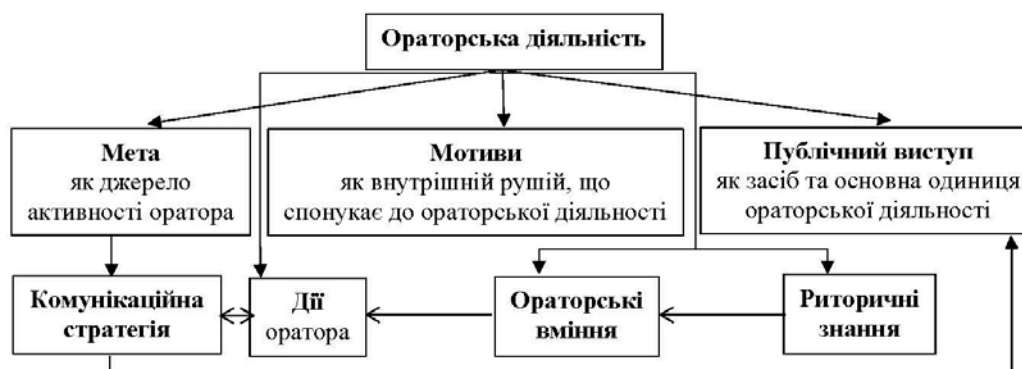 Ораторська діяльність
Мета
як джерело
активності оратора
Мотиви
як внутрішній рушій, що
спонукає до ораторської діяльності
Публічний виступ
як засіб та основна одиниця
ораторської діяльності
Комунікаційна
стратегія
Дії
оратора
Ораторські
вміння
Риторичні
знання